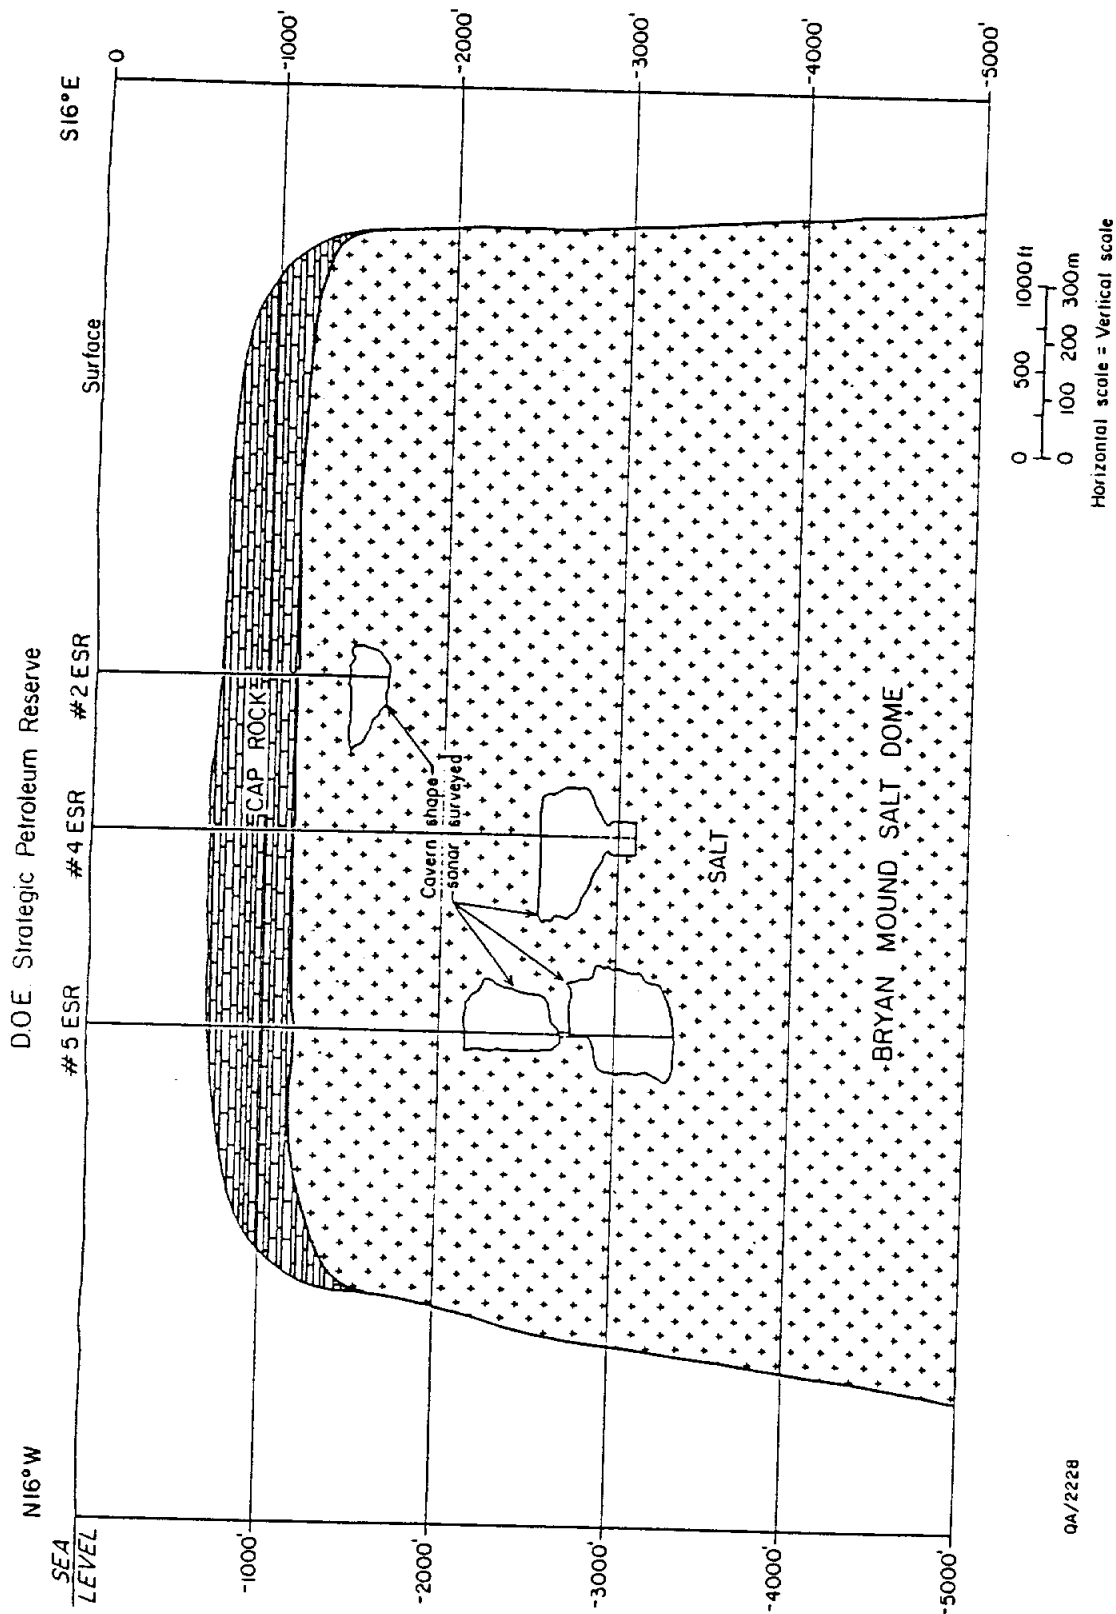 D.O.E. Strategic Petroleum Reserve
N16°W
#5 ESR
#4 ESR
#2 ESR
Surface
S16°E
SEA
LEVEL
0
CAP ROCK
-1000'
-1000'
-2000'
-2000'
Cavern shape
sonar surveyed
-3000'
-3000'
SALT
-4000'
BRYAN MOUND SALT DOME
-5000'
-5000'
0 500 1000 ft
0 100 200 300m
Horizontal scale = Vertical scale
QA/2228